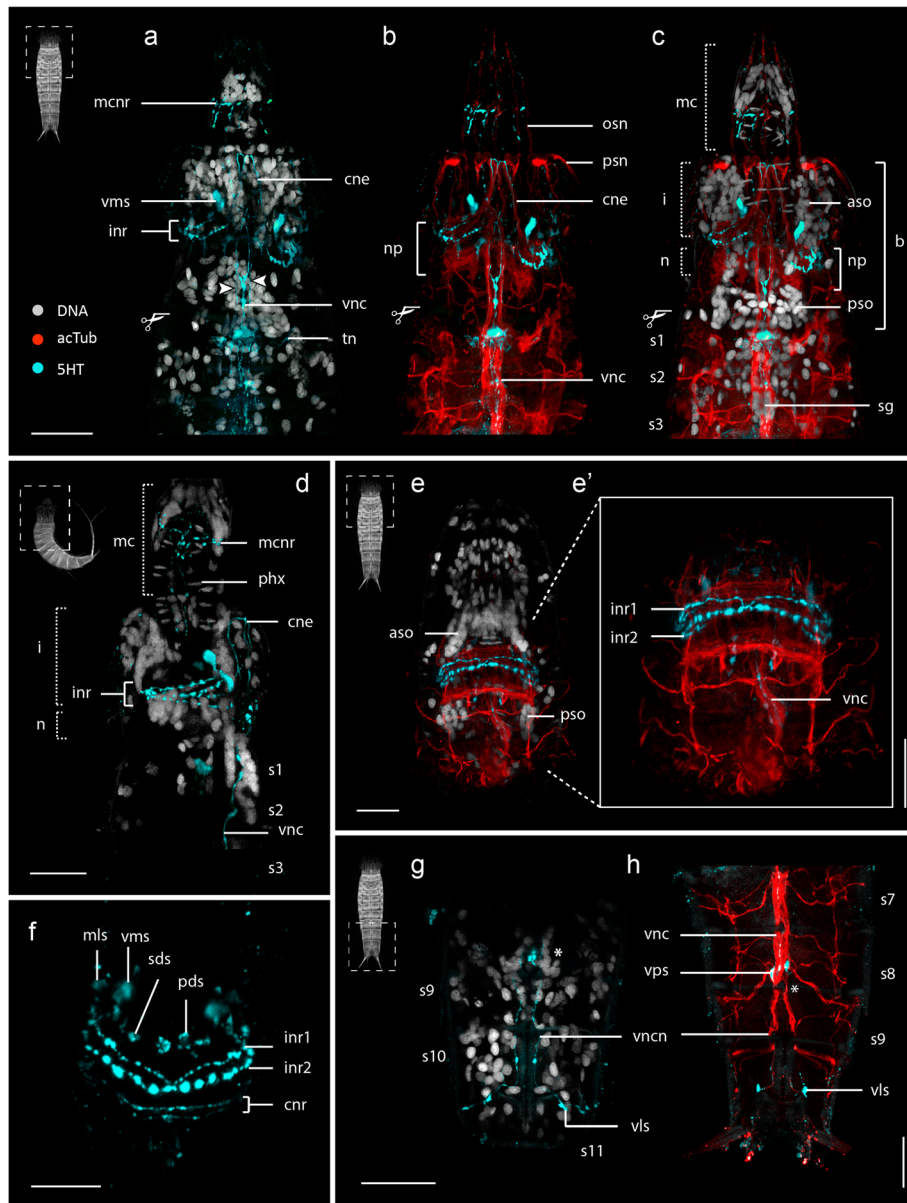 a
b
c
mcnr
cne
vms
inr
vnc
tn
DNA
acTub
5HT
osn
psn
cne
np
vnc
mc
i
n
aso
np
b
pso
s1
s2
s3
sg
d
mc
mcnr
phx
cne
i
inr
n
s1
s2
vnc
s3
e
e’
aso
pso
inr1
inr2
vnc
f
mls
vms
sds
pds
inr1
inr2
cnr
g
*
s9
s10
vncn
vls
s11
h
s7
vnc
vps
s8
*
s9
vls